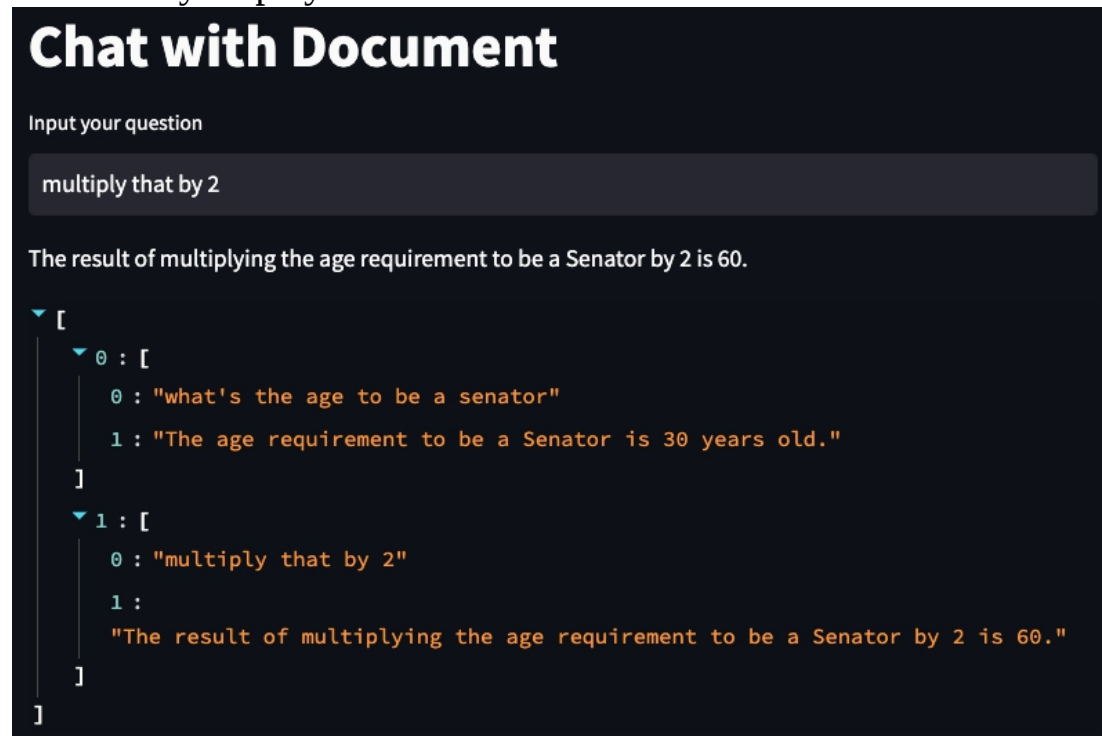 Chat with Document
Input your question
multiply that by 2
The result of multiplying the age requirement to be a Senator by 2 is 60.
[
0 : [
0 : "what's the age to be a senator"
1 : "The age requirement to be a Senator is 30 years old."
]
1 : [
0 : "multiply that by 2"
1 :
"The result of multiplying the age requirement to be a Senator by 2 is 60."
]
]